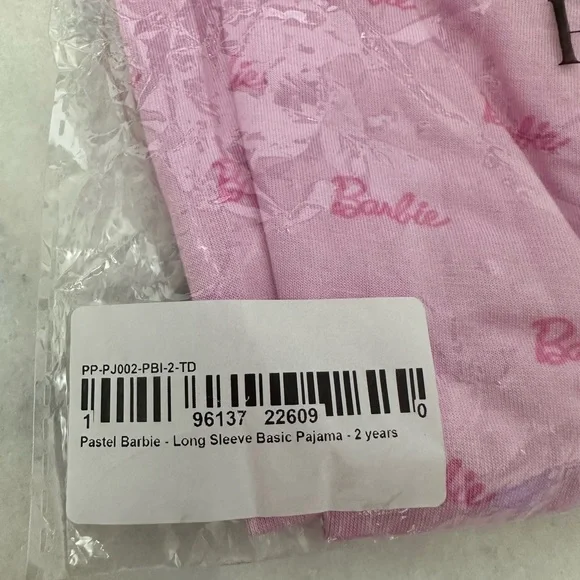 Barbie
Barbie
Barbie
PP-PJ002-PBI-2-TD
1 96137 22609 0
Pastel Barbie - Long Sleeve Basic Pajama - 2 years